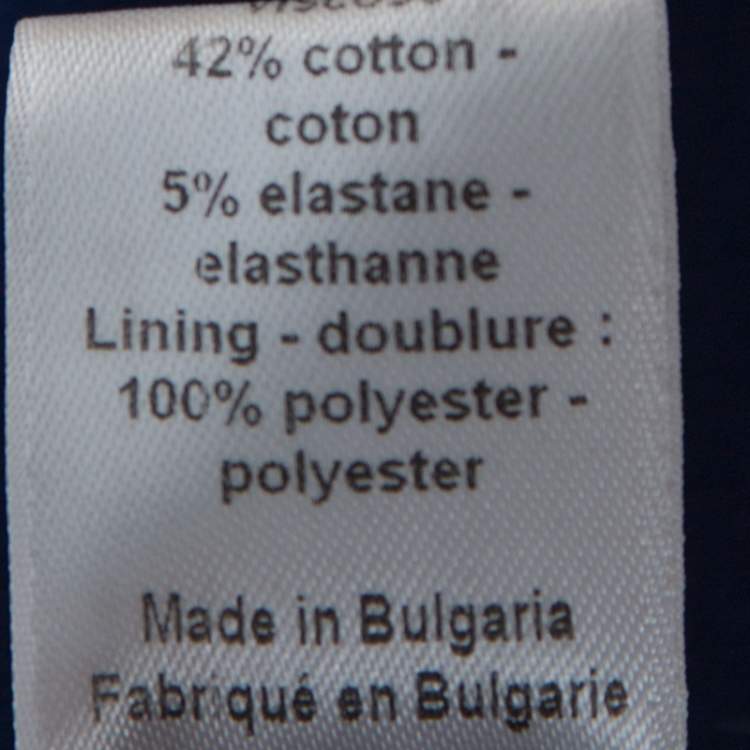 42% cotton -
coton
5% elastane -
elasthanne
Lining - doublure :
100% polyester -
polyester
Made in Bulgaria
Fabriqué en Bulgarie